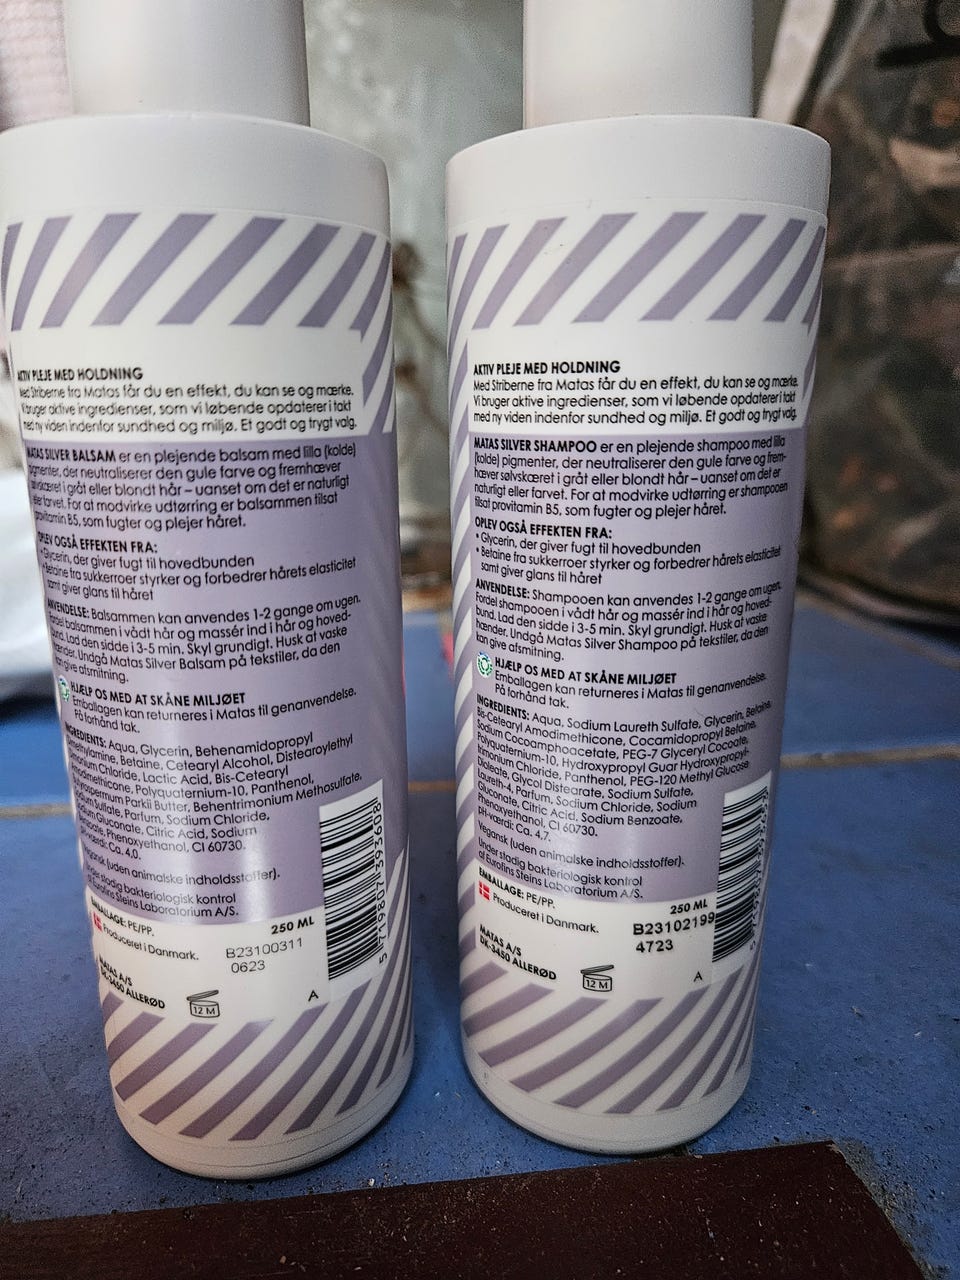 AKTIV PLEJE MED HOLDNING
Med Striberne fra Matas får du en effekt, du kan se og mærke.
Vi bruger aktive ingredienser, som vi løbende opdaterer i takt
med ny viden indenfor sundhed og miljø. Et godt og trygt valg.
MATAS SILVER BALSAM er en plejende balsam med lilla (kolde)
pigmenter, der neutraliserer den gule farve og fremhæver
sølvskæret i gråt eller blondt hår – uanset om det er naturligt
eller farvet. For at modvirke udtørring er balsammen tilsat
provitamin B5, som fugter og plejer håret.
OPLEV OGSÅ EFFEKTEN FRA:
• Glycerin, der giver fugt til hovedbunden
• Betaine fra sukkerroer styrker og forbedrer hårets elasticitet
samt giver glans til håret
ANVENDELSE: Balsammen kan anvendes 1-2 gange om ugen.
Fordel balsammen i vådt hår og massér ind i hår og hoved-
bund. Lad den sidde i 3-5 min. Skyl grundigt. Husk at vaske
hænder. Undgå Matas Silver Balsam på tekstiler, da den
kan give afsmitning.
HJÆLP OS MED AT SKÅNE MILJØET
Emballagen kan returneres i Matas til genanvendelse.
På forhånd tak.
INGREDIENTS: Aqua, Glycerin, Behenamidopropyl
Dimethylamine, Betaine, Cetearyl Alcohol, Distearoylethyl
Dimonium Chloride, Lactic Acid, Bis-Cetearyl
Amodimethicone, Polyquaternium-10, Panthenol,
Butyrospermum Parkii Butter, Behentrimonium Methosulfate,
Sodium Sulfate, Parfum, Sodium Chloride,
Sodium Gluconate, Citric Acid, Sodium
Benzoate, Phenoxyethanol, CI 60730.
pH-værdi: Ca. 4,0.
Vegansk (uden animalske indholdsstoffer).
Under stadig bakteriologisk kontrol
af Eurofins Steins Laboratorium A/S.
EMBALLAGE: PE/PP.
250 ML
Produceret i Danmark.
B23100311
0623
MATAS A/S
DK-3450 ALLERØD
12 M
A
5 719857 393608
AKTIV PLEJE MED HOLDNING
Med Striberne fra Matas får du en effekt, du kan se og mærke.
Vi bruger aktive ingredienser, som vi løbende opdaterer i takt
med ny viden indenfor sundhed og miljø. Et godt og trygt valg.
MATAS SILVER SHAMPOO er en plejende shampoo med lilla
(kolde) pigmenter, der neutraliserer den gule farve og frem-
hæver sølvskæret i gråt eller blondt hår – uanset om det er
naturligt eller farvet. For at modvirke udtørring er shampooen
tilsat provitamin B5, som fugter og plejer håret.
OPLEV OGSÅ EFFEKTEN FRA:
• Glycerin, der giver fugt til hovedbunden
• Betaine fra sukkerroer styrker og forbedrer hårets elasticitet
samt giver glans til håret
ANVENDELSE: Shampooen kan anvendes 1-2 gange om ugen.
Fordel shampooen i vådt hår og massér ind i hår og hoved-
bund. Lad den sidde i 3-5 min. Skyl grundigt. Husk at vaske
hænder. Undgå Matas Silver Shampoo på tekstiler, da den
kan give afsmitning.
HJÆLP OS MED AT SKÅNE MILJØET
Emballagen kan returneres i Matas til genanvendelse.
På forhånd tak.
INGREDIENTS: Aqua, Sodium Laureth Sulfate, Glycerin, Betaine,
Bis-Cetearyl Amodimethicone, Cocamidopropyl Betaine,
Sodium Cocoamphoacetate, PEG-7 Glyceryl Cocoate,
Polyquaternium-10, Hydroxypropyl Guar Hydroxypropyl-
trimonium Chloride, Panthenol, PEG-120 Methyl Glucose
Dioleate, Glycol Distearate, Sodium Sulfate,
Laureth-4, Parfum, Sodium Chloride, Sodium
Gluconate, Citric Acid, Sodium Benzoate,
Phenoxyethanol, CI 60730.
pH-værdi: Ca. 4,7.
Vegansk (uden animalske indholdsstoffer).
Under stadig bakteriologisk kontrol
af Eurofins Steins Laboratorium A/S.
EMBALLAGE: PE/PP.
250 ML
Produceret i Danmark.
B23102199
4723
MATAS A/S
DK-3450 ALLERØD
12 M
A